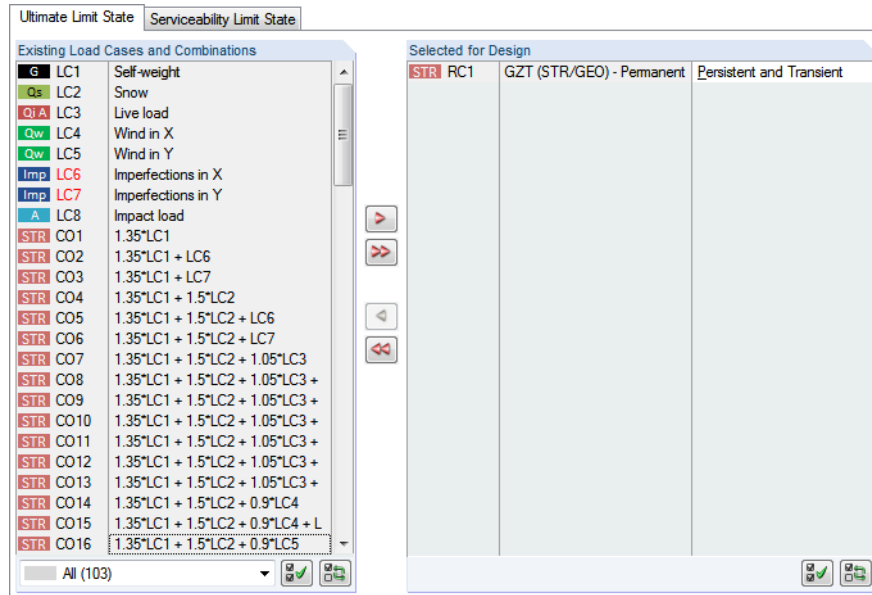 Ultimate Limit State Serviceability Limit State
Existing Load Cases and Combinations Selected for Design
G LC1 Self-weight STR RC1 GZT (STR/GEO) - Permanent Persistent and Transient
Qs LC2 Snow
Qi A LC3 Live load
Qw LC4 Wind in X
Qw LC5 Wind in Y
Imp LC6 Imperfections in X
Imp LC7 Imperfections in Y
A LC8 Impact load
STR CO1 1.35*LC1
STR CO2 1.35*LC1 + LC6
STR CO3 1.35*LC1 + LC7
STR CO4 1.35*LC1 + 1.5*LC2
STR CO5 1.35*LC1 + 1.5*LC2 + LC6
STR CO6 1.35*LC1 + 1.5*LC2 + LC7
STR CO7 1.35*LC1 + 1.5*LC2 + 1.05*LC3
STR CO8 1.35*LC1 + 1.5*LC2 + 1.05*LC3 +
STR CO9 1.35*LC1 + 1.5*LC2 + 1.05*LC3 +
STR CO10 1.35*LC1 + 1.5*LC2 + 1.05*LC3 +
STR CO11 1.35*LC1 + 1.5*LC2 + 1.05*LC3 +
STR CO12 1.35*LC1 + 1.5*LC2 + 1.05*LC3 +
STR CO13 1.35*LC1 + 1.5*LC2 + 1.05*LC3 +
STR CO14 1.35*LC1 + 1.5*LC2 + 0.9*LC4
STR CO15 1.35*LC1 + 1.5*LC2 + 0.9*LC4 + L
STR CO16 1.35*LC1 + 1.5*LC2 + 0.9*LC5
All (103)